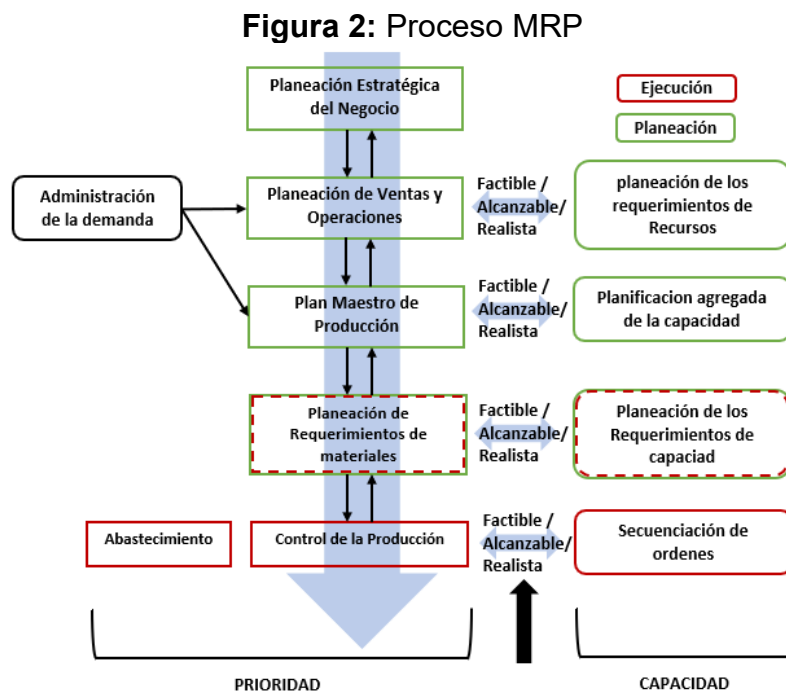 Figura 2: Proceso MRP
Planeación Estratégica
del Negocio
Ejecución
Planeación
Administración
de la demanda
Planeación de Ventas y
Operaciones
Factible /
Alcanzable/
Realista
planeación de los
requerimientos de
Recursos
Plan Maestro de
Producción
Factible /
Alcanzable/
Realista
Planificacion agregada
de la capacidad
Planeación de
Requerimientos de
materiales
Factible /
Alcanzable/
Realista
Planeación de los
Requerimientos de
capaciad
Abastecimiento
Control de la Producción
Factible /
Alcanzable/
Realista
Secuenciación de
ordenes
PRIORIDAD
CAPACIDAD